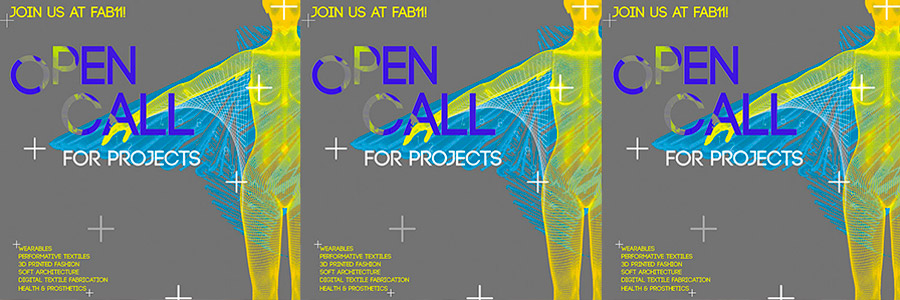 JOIN US AT FAB11!
OPEN
CALL
FOR PROJECTS
WEARABLES
PERFORMATIVE TEXTILES
3D PRINTED FASHION
SOFT ARCHITECTURE
DIGITAL TEXTILE FABRICATION
HEALTH & PROSTHETICS
JOIN US AT FAB11!
OPEN
CALL
FOR PROJECTS
WEARABLES
PERFORMATIVE TEXTILES
3D PRINTED FASHION
SOFT ARCHITECTURE
DIGITAL TEXTILE FABRICATION
HEALTH & PROSTHETICS
JOIN US AT FAB11!
OPEN
CALL
FOR PROJECTS
WEARABLES
PERFORMATIVE TEXTILES
3D PRINTED FASHION
SOFT ARCHITECTURE
DIGITAL TEXTILE FABRICATION
HEALTH & PROSTHETICS